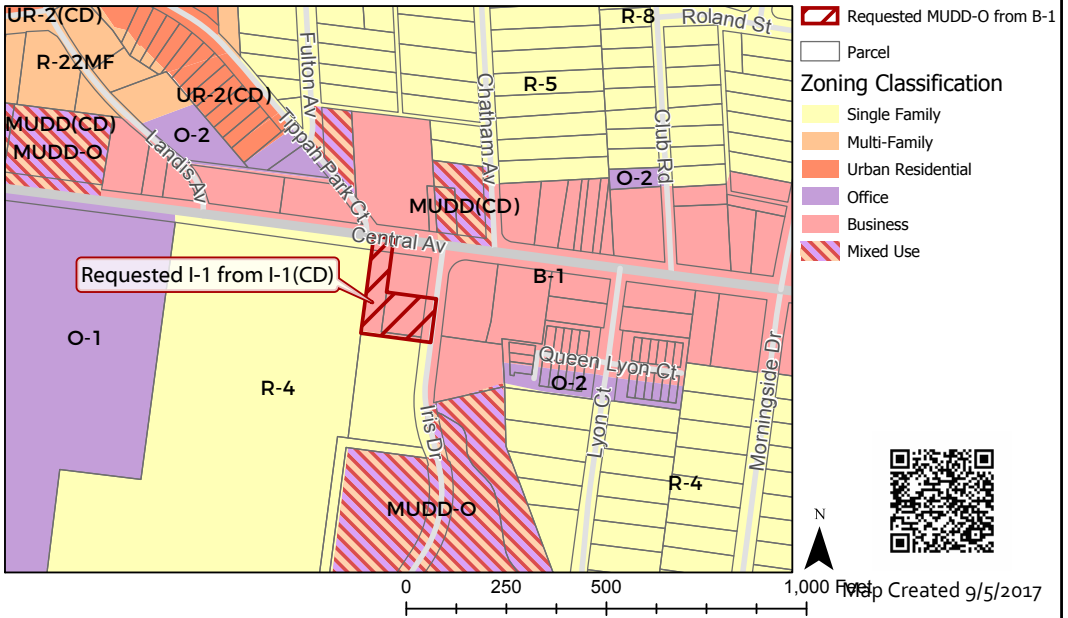 UR-2(CD)
R-8
Roland St
R-22MF
Fulton Av
R-5
UR-2(CD)
Chatham Av
Club Rd
MUDD(CD)
MUDD-O
O-2
Landis Av
Tippah Park Ct
O-2
MUDD(CD)
Central Av
Requested I-1 from I-1(CD)
B-1
O-1
R-4
Queen Lyon Ct
O-2
Iris Dr
Lyon Ct
Morningside Dr
R-4
MUDD-O
Requested MUDD-O from B-1
Parcel
Zoning Classification
Single Family
Multi-Family
Urban Residential
Office
Business
Mixed Use
N
0 250 500 1,000 Feet
Map Created 9/5/2017